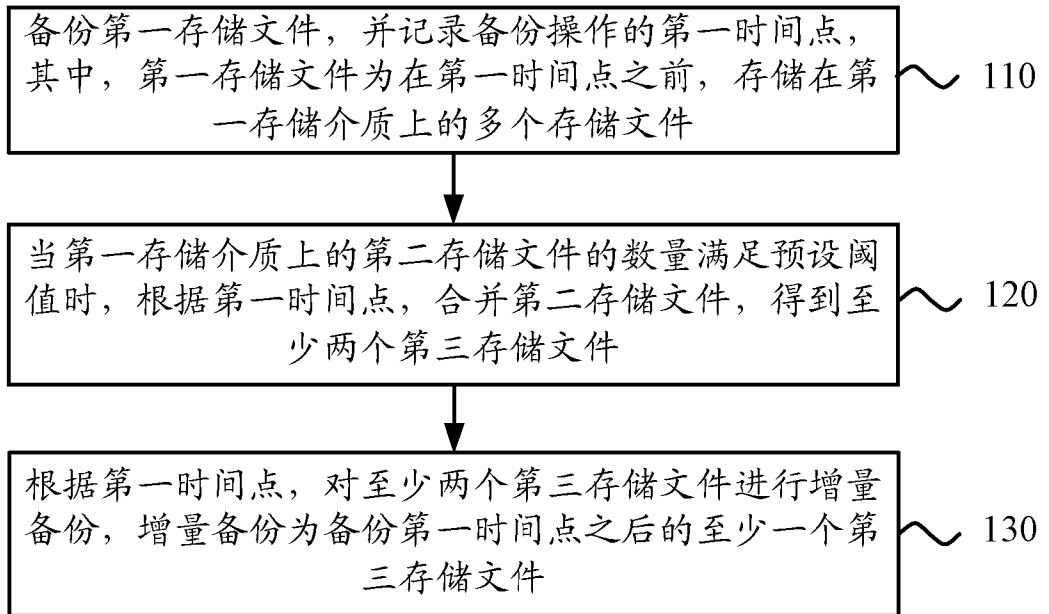 备份第一存储文件，并记录备份操作的第一时间点，
其中，第一存储文件为在第一时间点之前，存储在第
一存储介质上的多个存储文件
110
当第一存储介质上的第二存储文件的数量满足预设阈
值时，根据第一时间点，合并第二存储文件，得到至
少两个第三存储文件
120
根据第一时间点，对至少两个第三存储文件进行增量
备份，增量备份为备份第一时间点之后的至少一个第
三存储文件
130